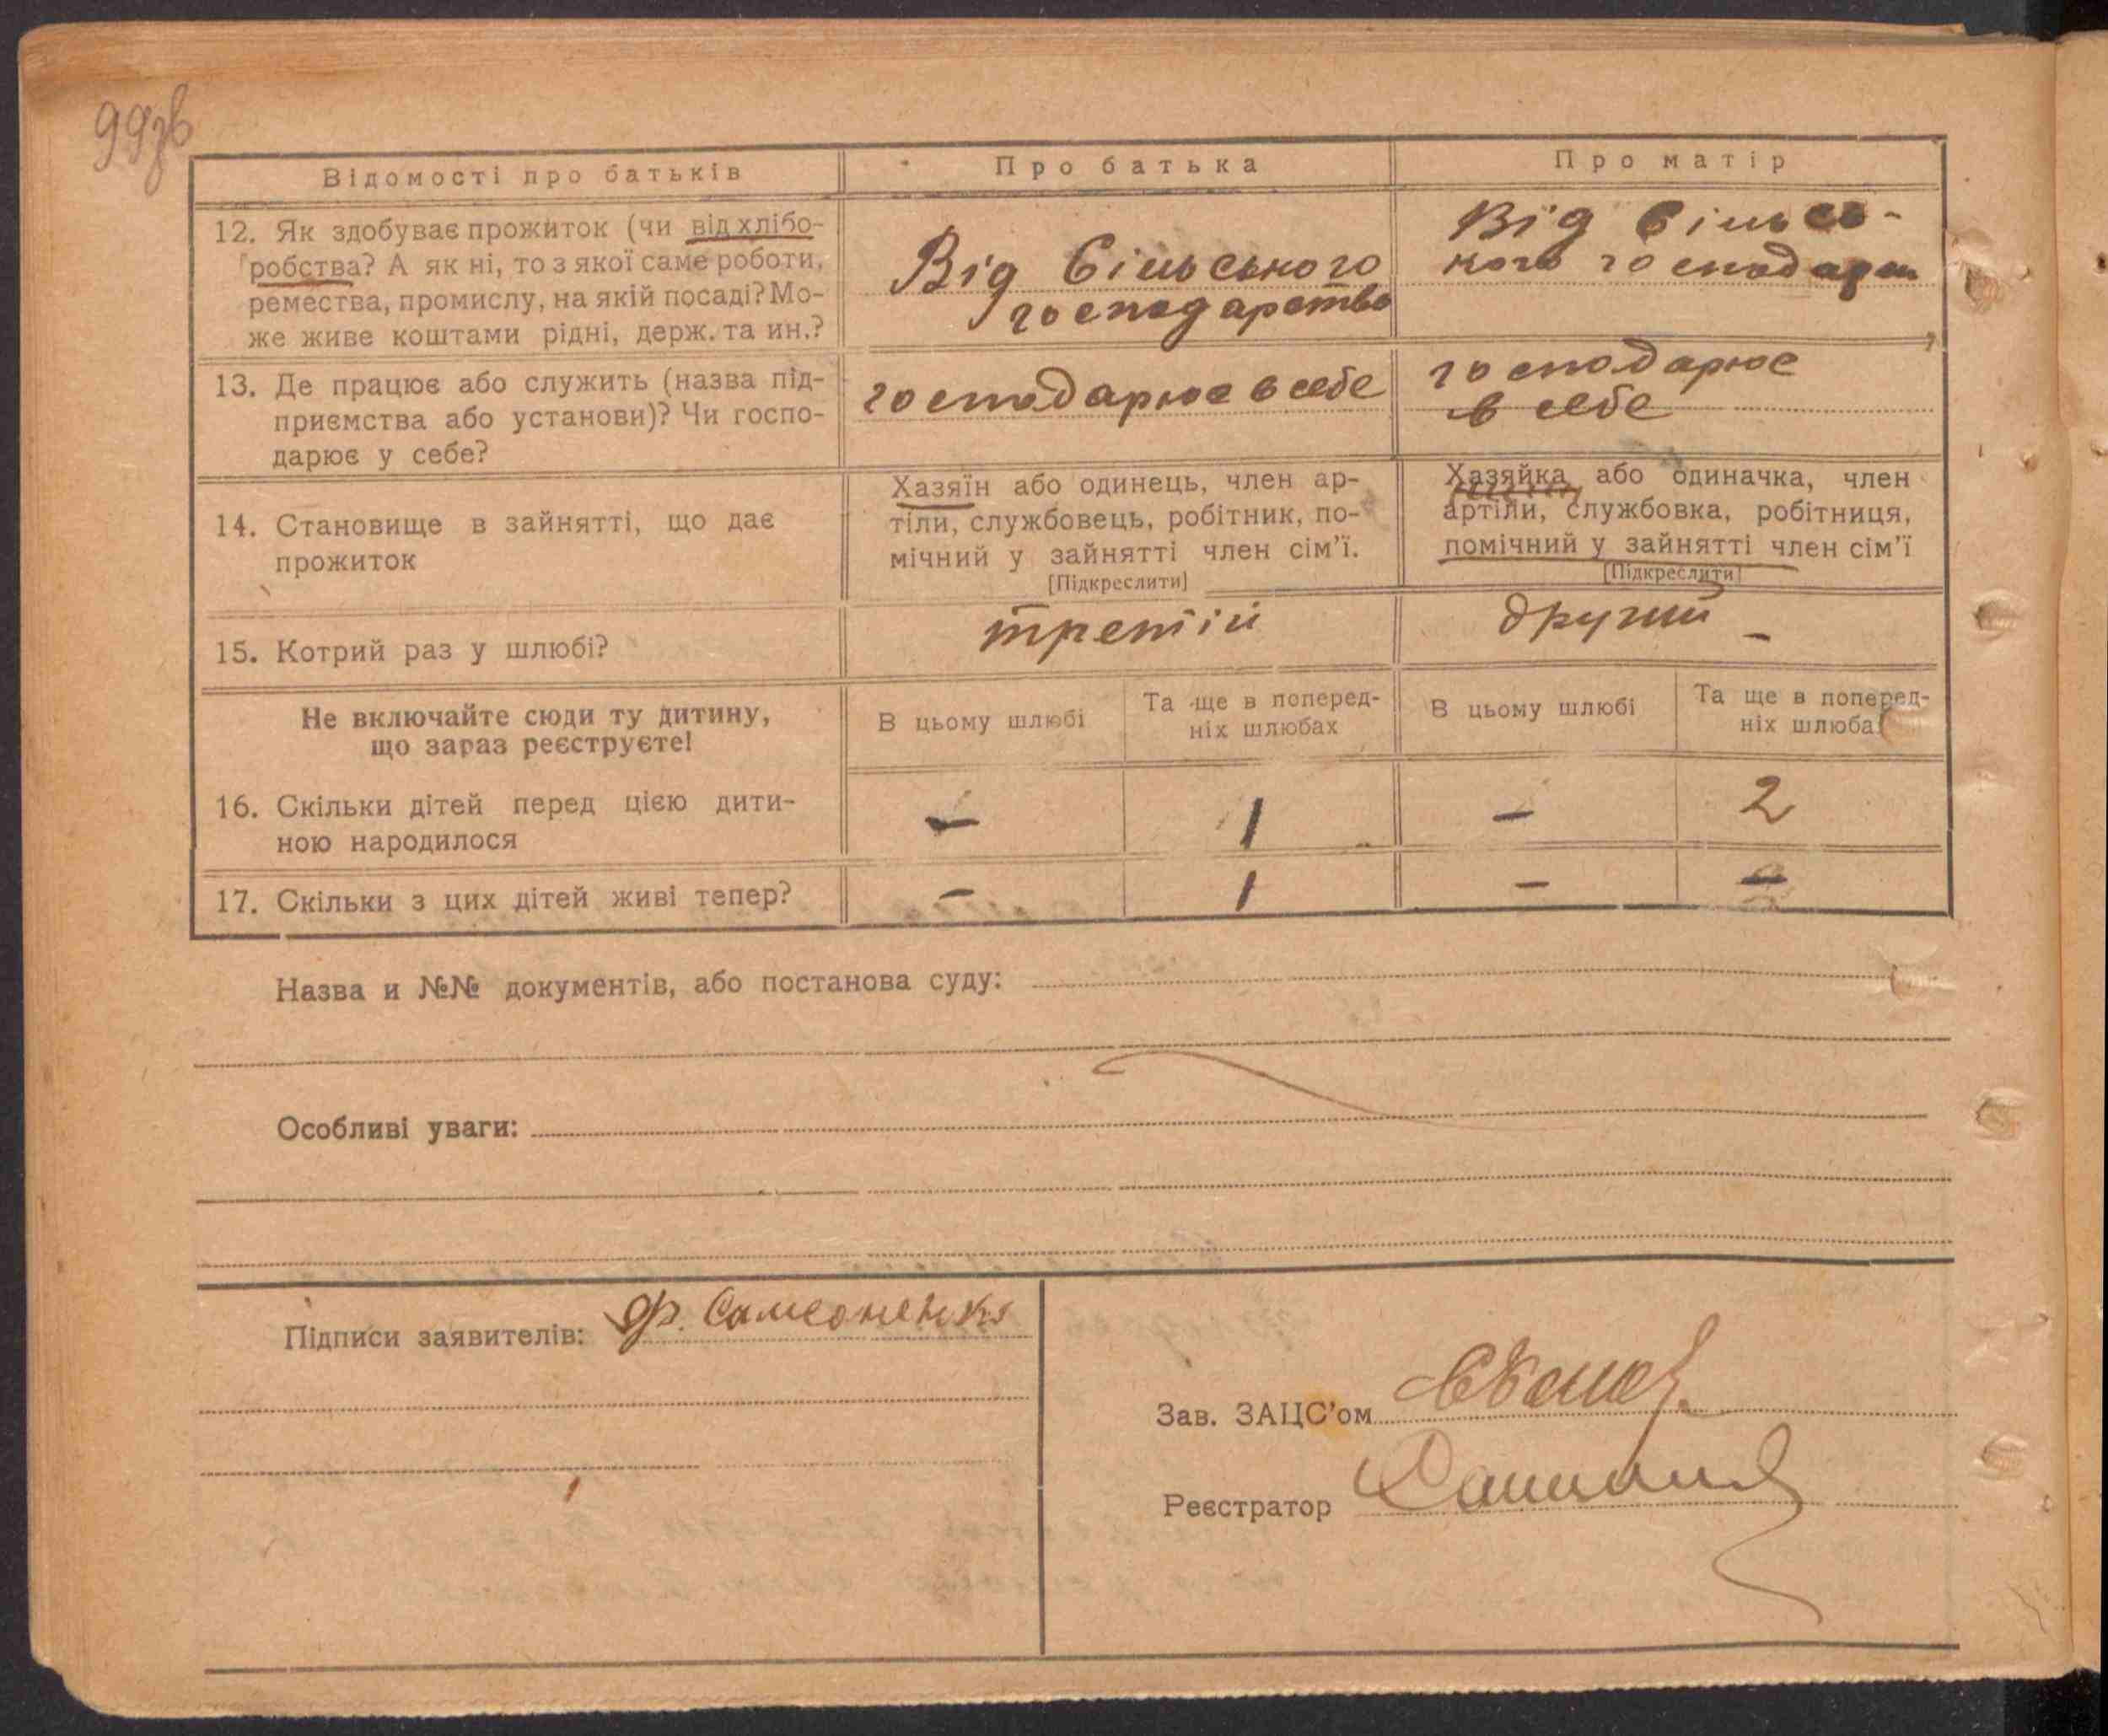 99зв
Відомості про батьків
Про батька
Про матір
12. Як здобуває прожиток (чи від хлібо-
робства? А як ні, то з якої саме роботи,
ремества, промислу, на якій посаді? Мо-
же живе коштами рідні, держ. та ин.?
Від Сільського
господарства
Від сільсь-
кого господарст
13. Де працює або служить (назва під-
приємства або установи)? Чи госпо-
дарює у себе?
господарює в себе
господарює
в себе
14. Становище в зайнятті, що дає
прожиток
Хазяїн або одинець, член ар-
тіли, службовець, робітник, по-
мічний у зайнятті член сім’ї.
[Підкреслити]
Хазяйка або одиначка, член
артіли, службовка, робітниця,
помічний у зайнятті член сім’ї
[Підкреслити]
15. Котрий раз у шлюбі?
третій
другий –
Не включайте сюди ту дитину,
що зараз реєструєте!
В цьому шлюбі
Та ще в поперед-
ніх шлюбах
В цьому шлюбі
Та ще в поперед-
ніх шлюбах
16. Скільки дітей перед цією дити-
ною народилося
– 1 – 2
17. Скільки з цих дітей живі тепер?
– 1 – –
Назва и №№ документів, або постанова суду:
Особливі уваги:
Підписи заявителів: Ф. Самсоненко
Зав. ЗАЦС’ом
Реєстратор